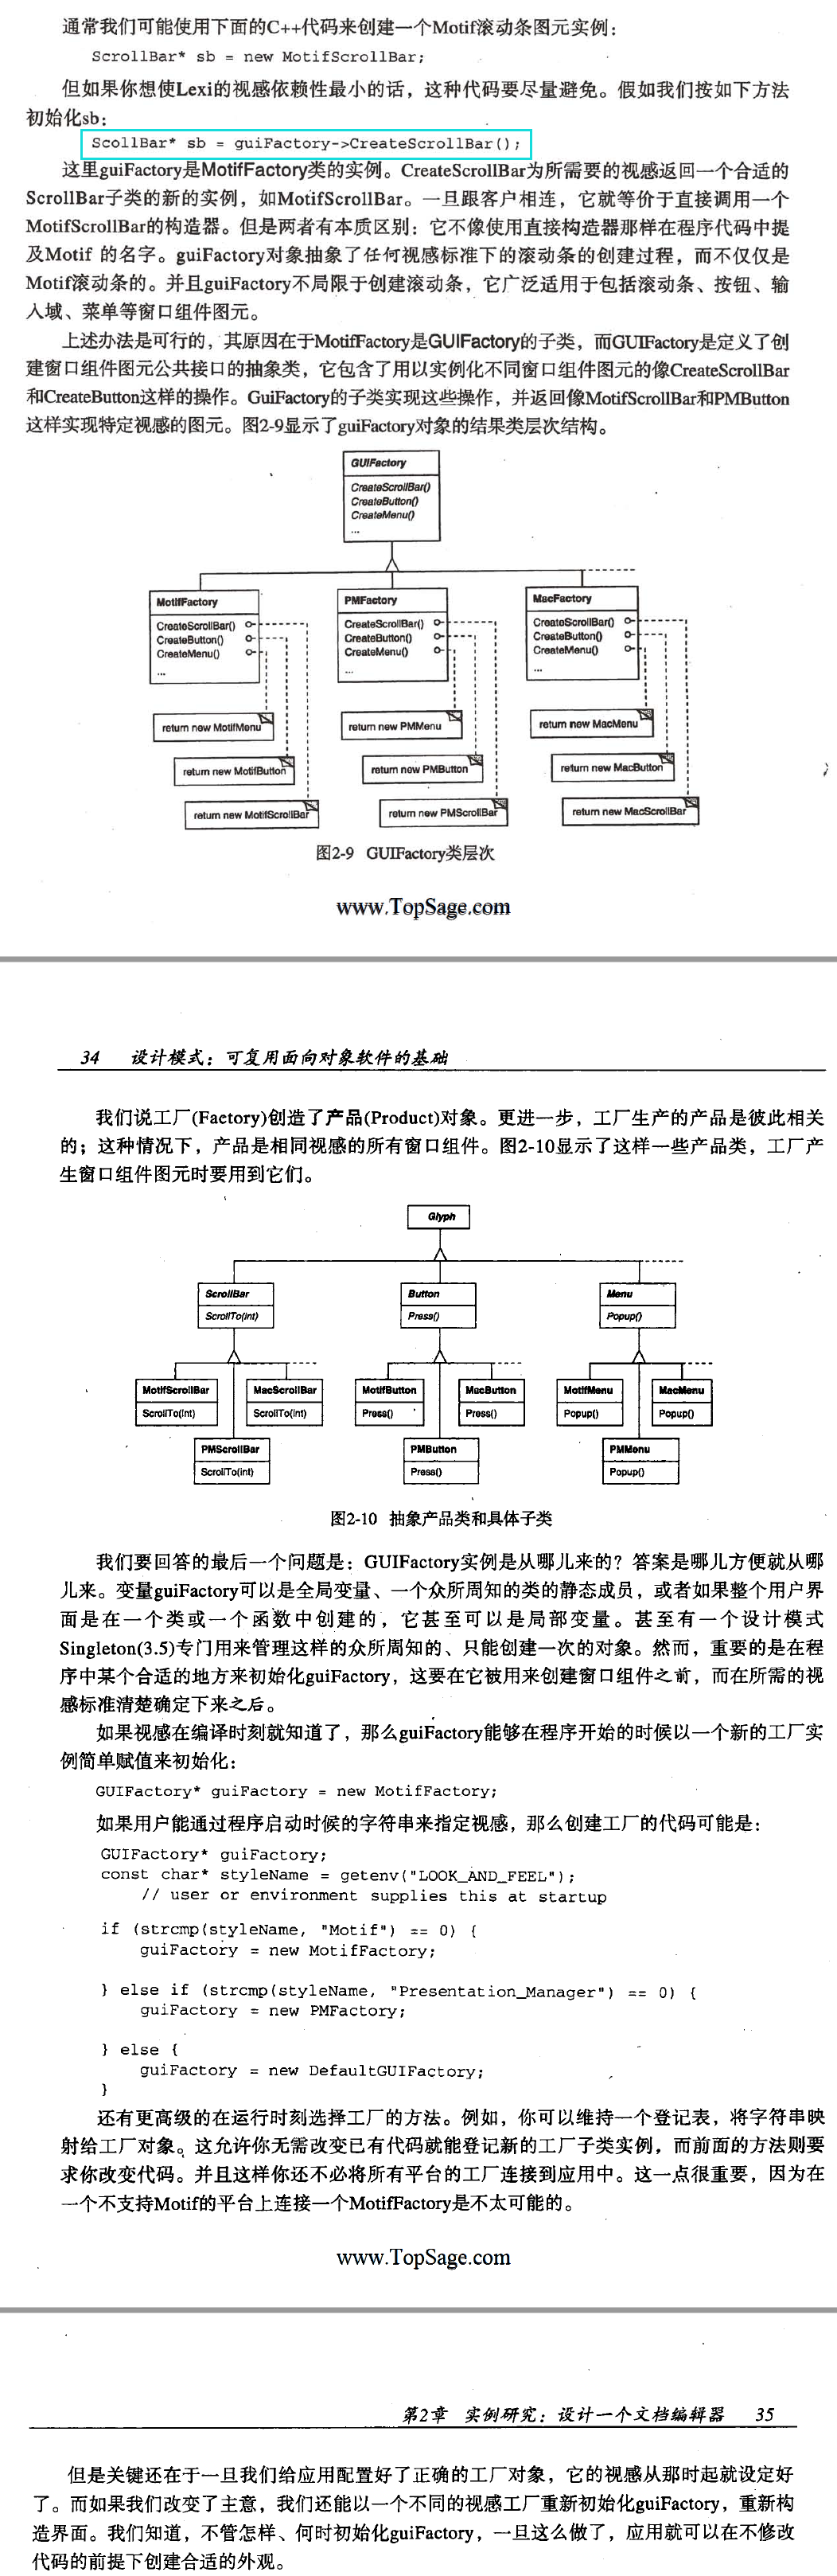 通常我们可能使用下面的C++代码来创建一个Motif滚动条图元实例：
ScrollBar* sb = new MotifScrollBar;
但如果你想使Lexi的视感依赖性最小的话，这种代码要尽量避免。假如我们按如下方法
初始化sb：
ScollBar* sb = guiFactory->CreateScrollBar();
这里guiFactory是MotifFactory类的实例。CreateScrollBar为所需要的视感返回一个合适的
ScrollBar子类的新的实例，如MotifScrollBar。一旦跟客户相连，它就等价于直接调用一个
MotifScrollBar的构造器。但是两者有本质区别：它不像使用直接构造器那样在程序代码中提
及Motif 的名字。guiFactory对象抽象了任何视感标准下的滚动条的创建过程，而不仅仅是
Motif滚动条的。并且guiFactory不局限于创建滚动条，它广泛适用于包括滚动条、按钮、输
入域、菜单等窗口组件图元。
上述办法是可行的，其原因在于MotifFactory是GUIFactory的子类，而GUIFactory是定义了创
建窗口组件图元公共接口的抽象类，它包含了用以实例化不同窗口组件图元的像CreateScrollBar
和CreateButton这样的操作。GuiFactory的子类实现这些操作，并返回像MotifScrollBar和PMButton
这样实现特定视感的图元。图2-9显示了guiFactory对象的结果类层次结构。
GUIFactory
CreateScrollBar()
CreateButton()
CreateMenu()
...
MotifFactory
CreateScrollBar()
CreateButton()
CreateMenu()
...
return new MotifMenu
return new MotifButton
return new MotifScrollBar
PMFactory
CreateScrollBar()
CreateButton()
CreateMenu()
...
return new PMMenu
return new PMButton
return new PMScrollBar
MacFactory
CreateScrollBar()
CreateButton()
CreateMenu()
...
return new MacMenu
return new MacButton
return new MacScrollBar
图2-9 GUIFactory类层次
www.TopSage.com
34 设计模式：可复用面向对象软件的基础
我们说工厂(Factory)创造了产品(Product)对象。更进一步，工厂生产的产品是彼此相关
的；这种情况下，产品是相同视感的所有窗口组件。图2-10显示了这样一些产品类，工厂产
生窗口组件图元时要用到它们。
Glyph
ScrollBar
ScrollTo(int)
Button
Press()
Menu
Popup()
MotifScrollBar
ScrollTo(int)
MacScrollBar
ScrollTo(int)
MotifButton
Press()
MacButton
Press()
MotifMenu
Popup()
MacMenu
Popup()
PMScrollBar
ScrollTo(int)
PMButton
Press()
PMMenu
Popup()
图2-10 抽象产品类和具体子类
我们要回答的最后一个问题是：GUIFactory实例是从哪儿来的？答案是哪儿方便就从哪
儿来。变量guiFactory可以是全局变量、一个众所周知的类的静态成员，或者如果整个用户界
面是在一个类或一个函数中创建的，它甚至可以是局部变量。甚至有一个设计模式
Singleton(3.5)专门用来管理这样的众所周知的、只能创建一次的对象。然而，重要的是在程
序中某个合适的地方来初始化guiFactory，这要在它被用来创建窗口组件之前，而在所需的视
感标准清楚确定下来之后。
如果视感在编译时刻就知道了，那么guiFactory能够在程序开始的时候以一个新的工厂实
例简单赋值来初始化：
GUIFactory* guiFactory = new MotifFactory;
如果用户能通过程序启动时候的字符串来指定视感，那么创建工厂的代码可能是：
GUIFactory* guiFactory;
const char* styleName = getenv("LOOK_AND_FEEL");
// user or environment supplies this at startup
if (strcmp(styleName, "Motif") == 0) {
guiFactory = new MotifFactory;
} else if (strcmp(styleName, "Presentation_Manager") == 0) {
guiFactory = new PMFactory;
} else {
guiFactory = new DefaultGUIFactory;
}
还有更高级的在运行时刻选择工厂的方法。例如，你可以维持一个登记表，将字符串映
射给工厂对象。这允许你无需改变已有代码就能登记新的工厂子类实例，而前面的方法则要
求你改变代码。并且这样你还不必将所有平台的工厂连接到应用中。这一点很重要，因为在
一个不支持Motif的平台上连接一个MotifFactory是不太可能的。
www.TopSage.com
第2章 实例研究：设计一个文档编辑器 35
但是关键还在于一旦我们给应用配置好了正确的工厂对象，它的视感从那时起就设定好
了。而如果我们改变了主意，我们还能以一个不同的视感工厂重新初始化guiFactory，重新构
造界面。我们知道，不管怎样、何时初始化guiFactory，一旦这么做了，应用就可以在不修改
代码的前提下创建合适的外观。